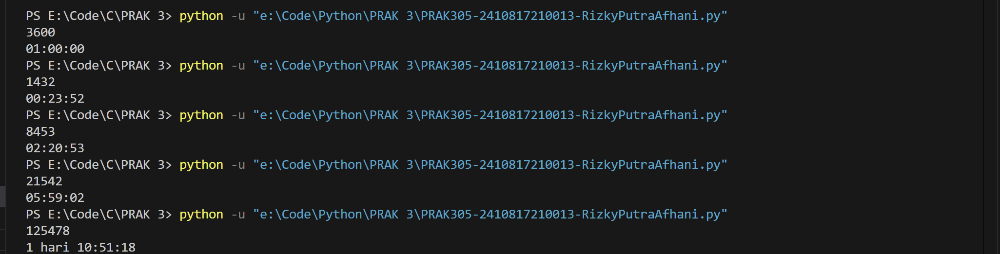 PS E:\Code\C\PRAK 3> python -u "e:\Code\Python\PRAK 3\PRAK305-2410817210013-RizkyPutraAfhani.py"
3600
01:00:00
PS E:\Code\C\PRAK 3> python -u "e:\Code\Python\PRAK 3\PRAK305-2410817210013-RizkyPutraAfhani.py"
1432
00:23:52
PS E:\Code\C\PRAK 3> python -u "e:\Code\Python\PRAK 3\PRAK305-2410817210013-RizkyPutraAfhani.py"
8453
02:20:53
PS E:\Code\C\PRAK 3> python -u "e:\Code\Python\PRAK 3\PRAK305-2410817210013-RizkyPutraAfhani.py"
21542
05:59:02
PS E:\Code\C\PRAK 3> python -u "e:\Code\Python\PRAK 3\PRAK305-2410817210013-RizkyPutraAfhani.py"
125478
1 hari 10:51:18